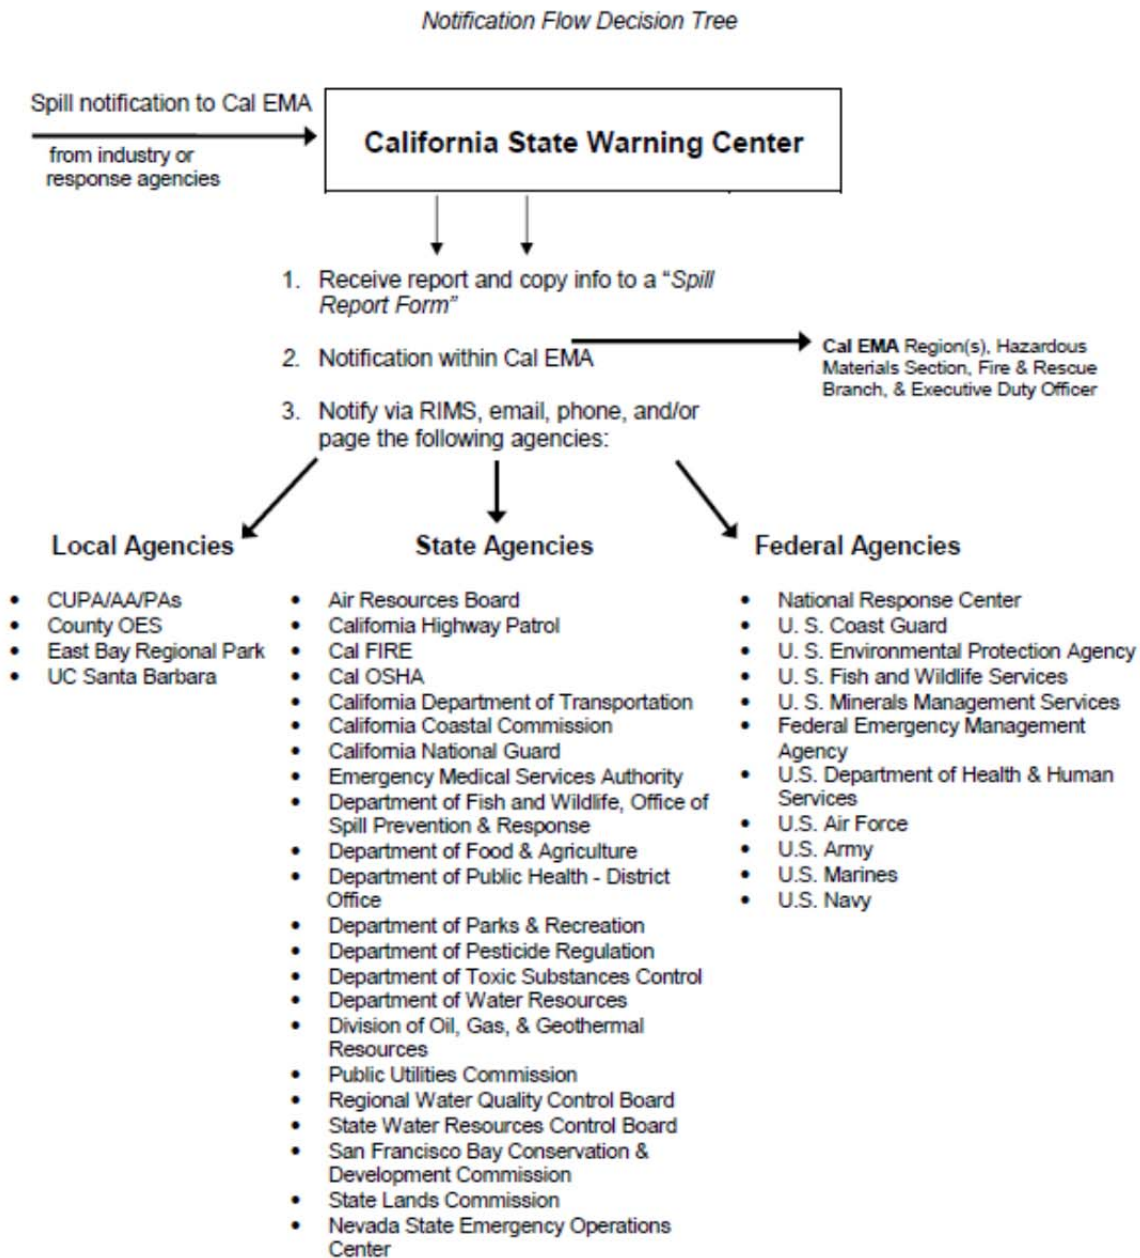 Notification Flow Decision Tree
Spill notification to Cal EMA
from industry or
response agencies
California State Warning Center
1. Receive report and copy info to a “Spill
Report Form”
2. Notification within Cal EMA
Cal EMA Region(s), Hazardous
Materials Section, Fire & Rescue
Branch, & Executive Duty Officer
3. Notify via RIMS, email, phone, and/or
page the following agencies:
Local Agencies
• CUPA/AA/PAs
• County OES
• East Bay Regional Park
• UC Santa Barbara
State Agencies
• Air Resources Board
• California Highway Patrol
• Cal FIRE
• Cal OSHA
• California Department of Transportation
• California Coastal Commission
• California National Guard
• Emergency Medical Services Authority
• Department of Fish and Wildlife, Office of
Spill Prevention & Response
• Department of Food & Agriculture
• Department of Public Health - District
Office
• Department of Parks & Recreation
• Department of Pesticide Regulation
• Department of Toxic Substances Control
• Department of Water Resources
• Division of Oil, Gas, & Geothermal
Resources
• Public Utilities Commission
• Regional Water Quality Control Board
• State Water Resources Control Board
• San Francisco Bay Conservation &
Development Commission
• State Lands Commission
• Nevada State Emergency Operations
Center
Federal Agencies
• National Response Center
• U. S. Coast Guard
• U. S. Environmental Protection Agency
• U. S. Fish and Wildlife Services
• U. S. Minerals Management Services
• Federal Emergency Management
Agency
• U.S. Department of Health & Human
Services
• U.S. Air Force
• U.S. Army
• U.S. Marines
• U.S. Navy